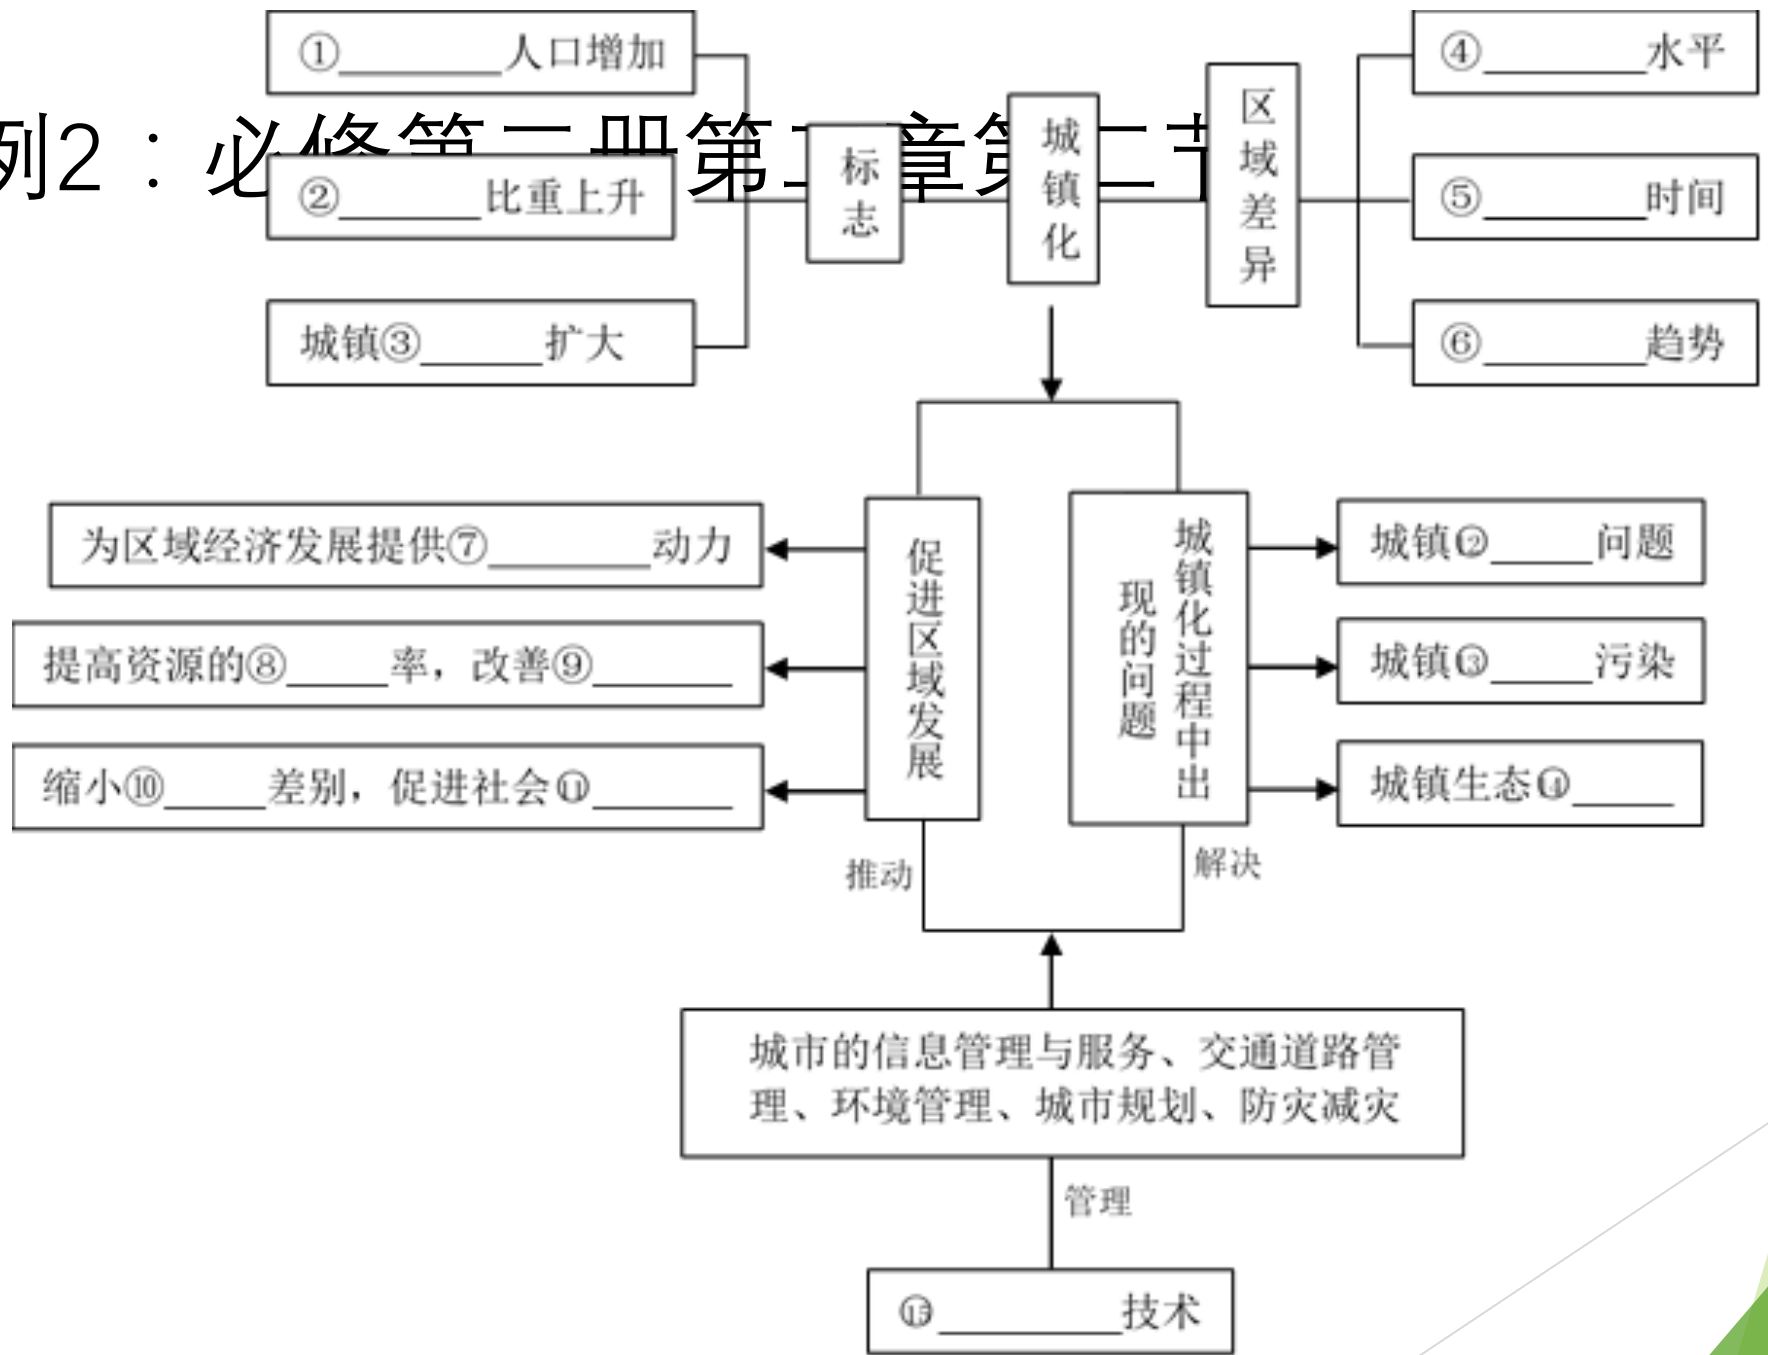 例2：必修第二册第二章第二节
①________人口增加
②_______比重上升
城镇③______扩大
标志
城镇化
区域差异
④________水平
⑤________时间
⑥________趋势
为区域经济发展提供⑦________动力
提高资源的⑧_____率，改善⑨_______
缩小⑩_____差别，促进社会⑪_______
促进区域发展
城镇化过程中出
现的问题
城镇⑫_____问题
城镇⑬_____污染
城镇生态⑭_____
推动
解决
城市的信息管理与服务、交通道路管
理、环境管理、城市规划、防灾减灾
管理
⑮_________技术